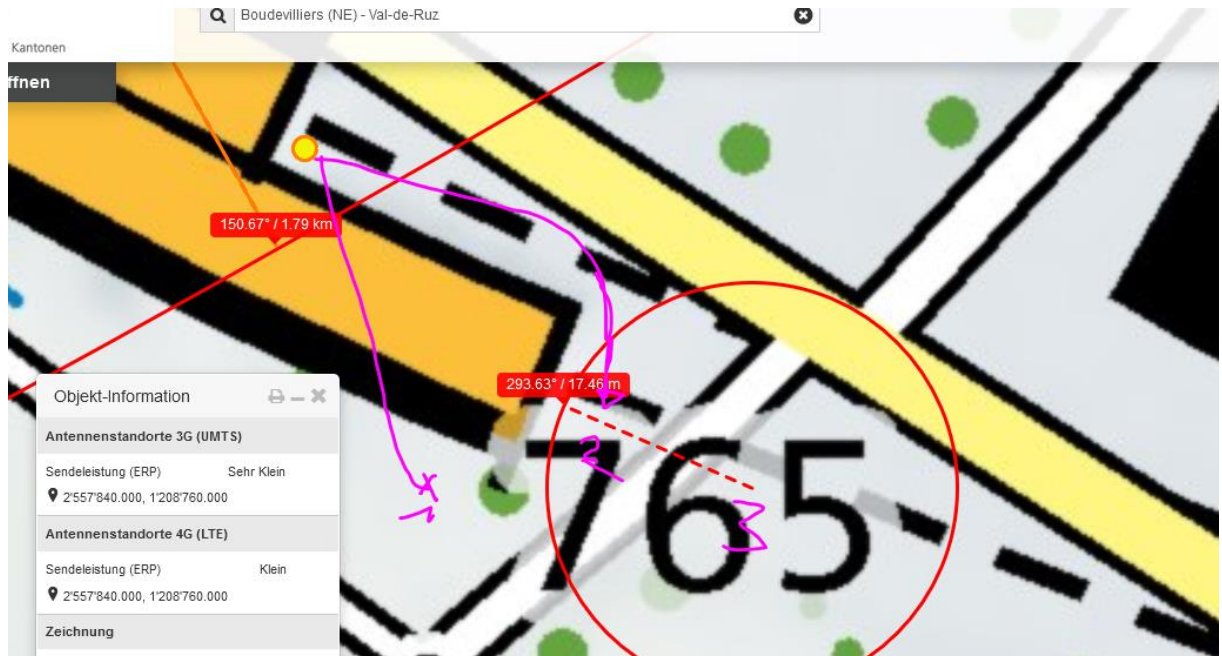 Boudevilliers (NE) - Val-de-Ruz
Kantonen
ffnen
150.67° / 1.79 km
293.63° / 17.46 m
Objekt-Information
Antennenstandorte 3G (UMTS)
Sendeleistung (ERP) Sehr Klein
2'557'840.000, 1'208'760.000
Antennenstandorte 4G (LTE)
Sendeleistung (ERP) Klein
2'557'840.000, 1'208'760.000
Zeichnung
765
1
2
3